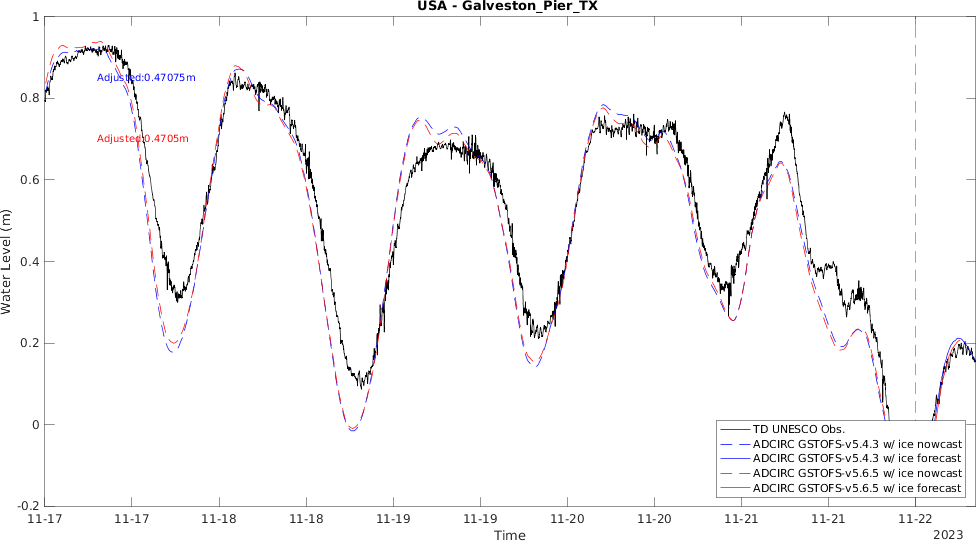 USA - Galveston_Pier_TX
1
0.8
0.6
0.4
0.2
0
-0.2
Water Level (m)
Adjusted:0.47075m
Adjusted:0.4705m
TD UNESCO Obs.
ADCIRC GSTOFS-v5.4.3 w/ ice nowcast
ADCIRC GSTOFS-v5.4.3 w/ ice forecast
ADCIRC GSTOFS-v5.6.5 w/ ice nowcast
ADCIRC GSTOFS-v5.6.5 w/ ice forecast
11-17 11-17 11-18 11-18 11-19 11-19 11-20 11-20 11-21 11-21 11-22
Time
2023